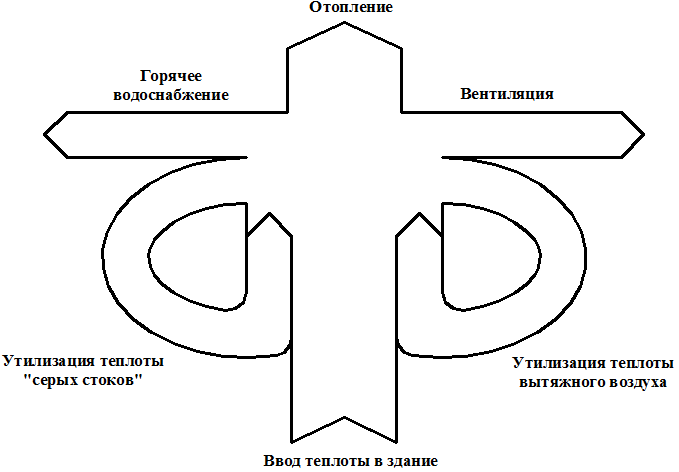 Отопление
Горячее
водоснабжение
Вентиляция
Утилизация теплоты
"серых стоков"
Утилизация теплоты
вытяжного воздуха
Ввод теплоты в здание